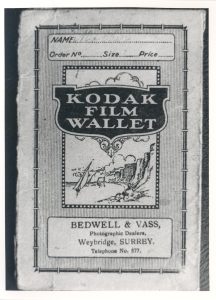 NAME
Order No. Size Price
KODAK
FILM
WALLET
BEDWELL & VASS,
Photographic Dealers,
Weybridge, SURREY.
Telephone No. 577.